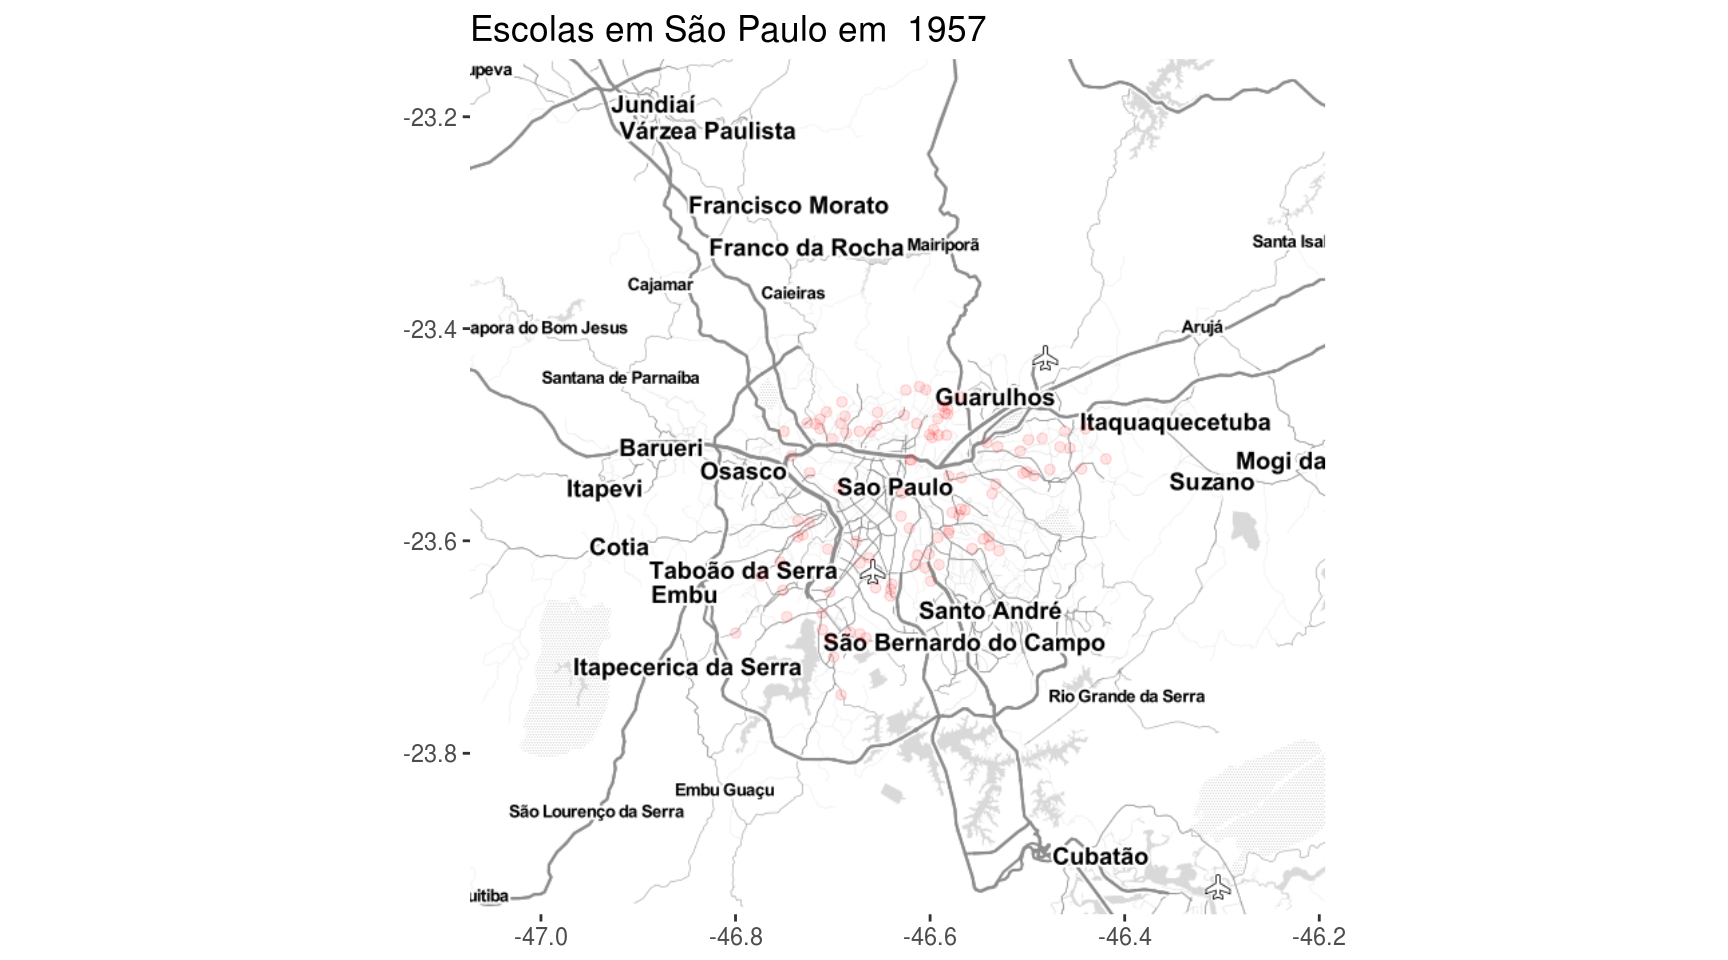 Escolas em São Paulo em  1957
upeva
Jundiaí
-23.2
Várzea Paulista
Francisco Morato
Santa Isal
Franco da Rocha
Mairiporã
Cajamar
Caieiras
-23.4
apora do Bom Jesus
Arujá
Santana de Parnaíba
Guarulhos
Itaquaquecetuba
Barueri
Mogi da
Osasco
Suzano
Itapevi
Sao Paulo
-23.6
Cotia
Taboão da Serra
Embu
Santo André
São Bernardo do Campo
Itapecerica da Serra
Rio Grande da Serra
-23.8
Embu Guaçu
São Lourenço da Serra
Cubatão
uitiba
-47.0
-46.8
-46.6
-46.4
-46.2